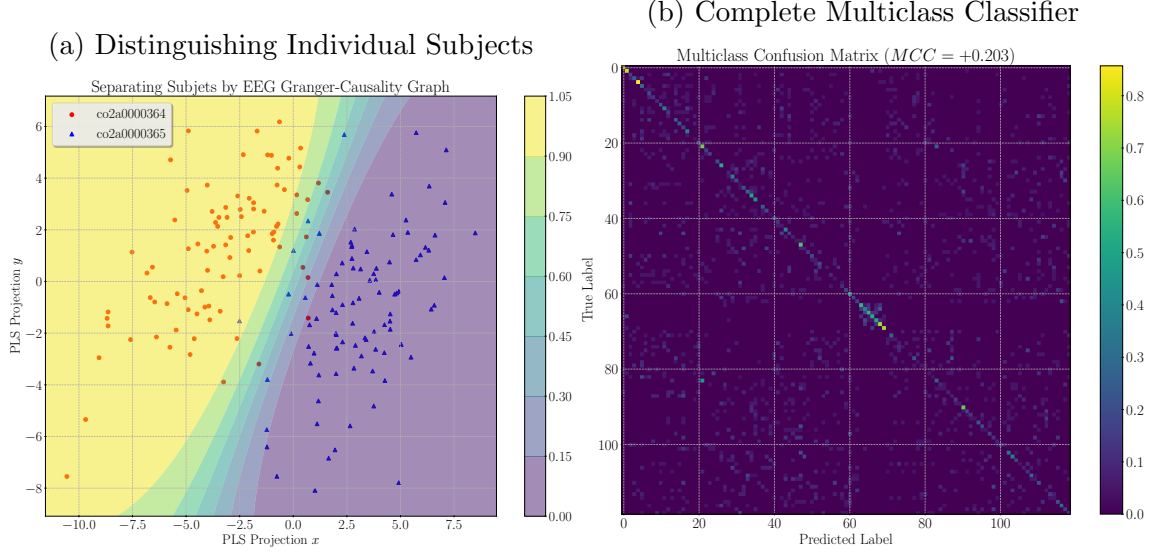 (a) Distinguishing Individual Subjects
Separating Subjets by EEG Granger-Causality Graph
co2a0000364
co2a0000365
6
4
2
0
−2
−4
−6
−8
PLS Projection y
−10.0 −7.5 −5.0 −2.5 0.0 2.5 5.0 7.5
PLS Projection x
1.05
0.90
0.75
0.60
0.45
0.30
0.15
0.00
(b) Complete Multiclass Classifier
Multiclass Confusion Matrix (MCC = +0.203)
0
20
40
60
80
100
True Label
0 20 40 60 80 100
Predicted Label
0.8
0.7
0.6
0.5
0.4
0.3
0.2
0.1
0.0